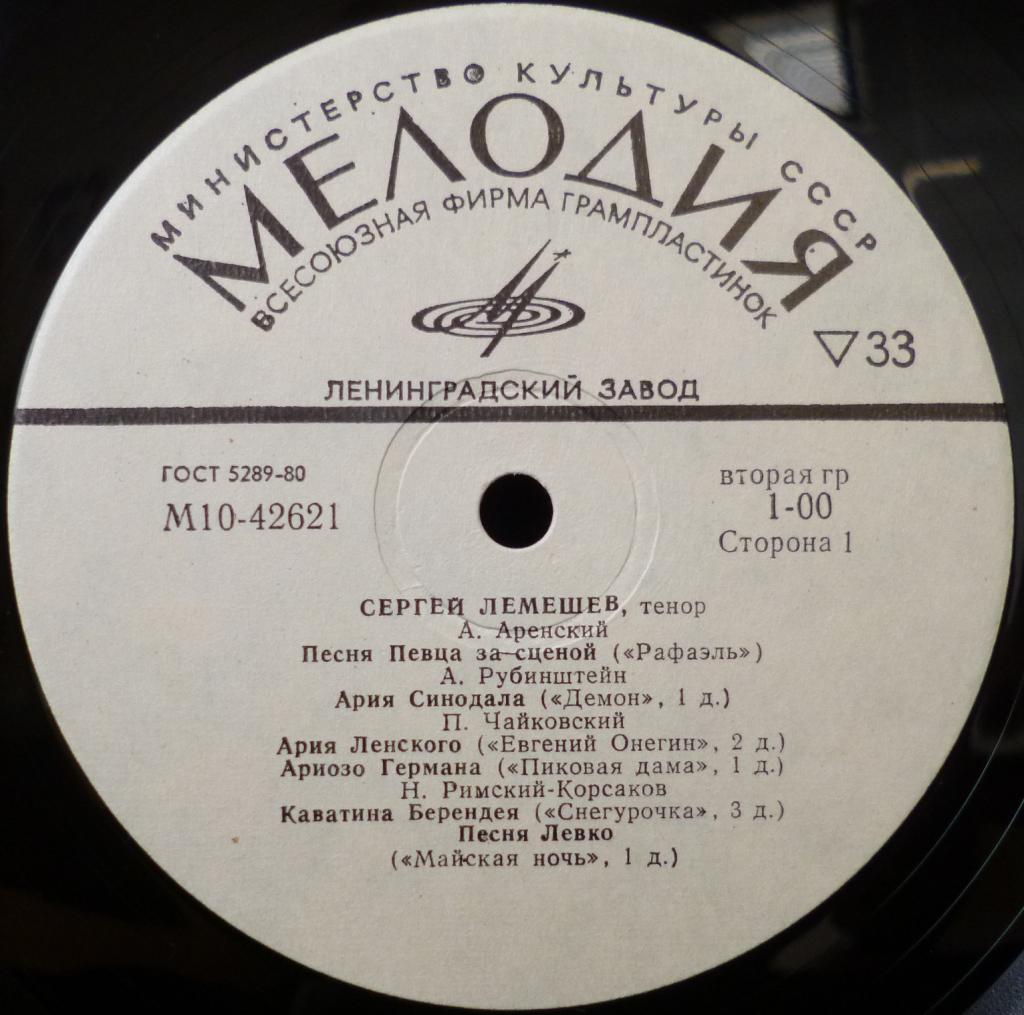 МИНИСТЕРСТВО КУЛЬТУРЫ СССР
МЕЛОДИЯ
ВСЕСОЮЗНАЯ ФИРМА ГРАМПЛАСТИНОК
▽33
ЛЕНИНГРАДСКИЙ ЗАВОД
ГОСТ 5289-80
М10-42621
вторая гр
1-00
Сторона 1
СЕРГЕЙ ЛЕМЕШЕВ, тенор
А. Аренский
Песня Певца за сценой («Рафаэль»)
А. Рубинштейн
Ария Синодала («Демон», 1 д.)
П. Чайковский
Ария Ленского («Евгений Онегин», 2 д.)
Ариозо Германа («Пиковая дама», 1 д.)
Н. Римский-Корсаков
Каватина Берендея («Снегурочка», 3 д.)
Песня Левко
(«Майская ночь», 1 д.)